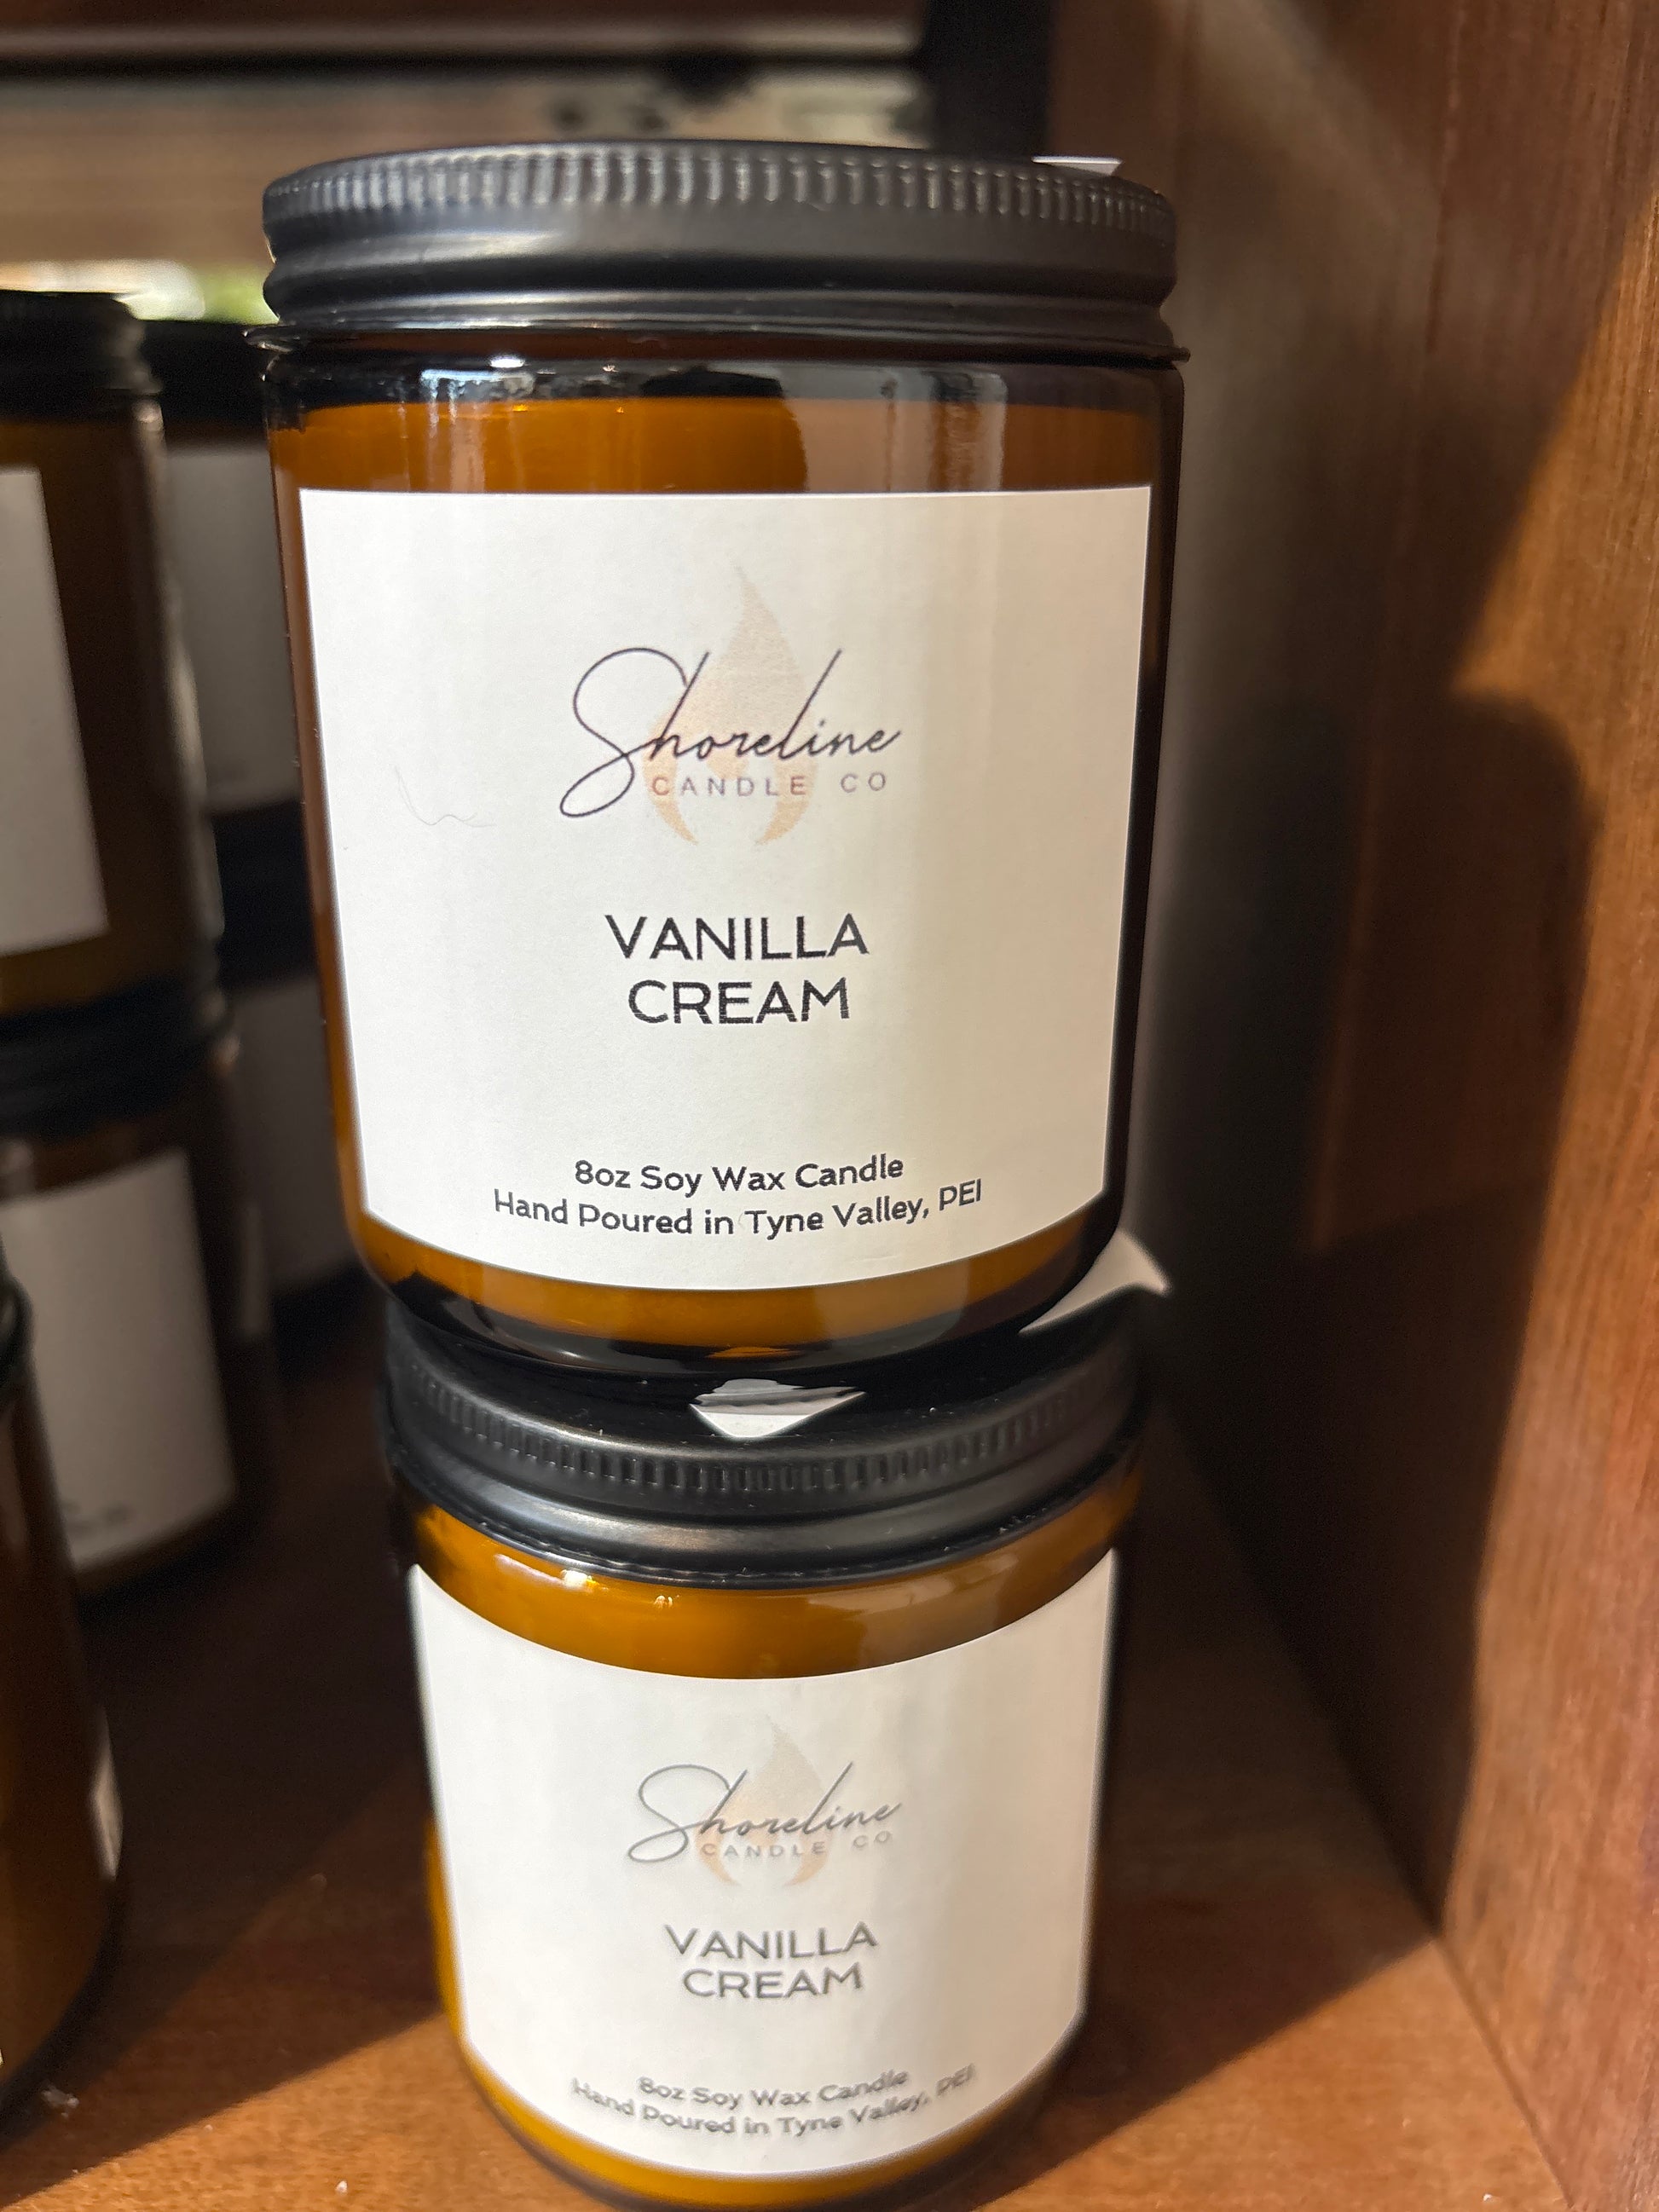 Shoreline
CANDLE CO
VANILLA
CREAM
8oz Soy Wax Candle
Hand Poured in Tyne Valley, PEI
Shoreline
CANDLE CO
VANILLA
CREAM
8oz Soy Wax Candle
Hand Poured in Tyne Valley, PEI